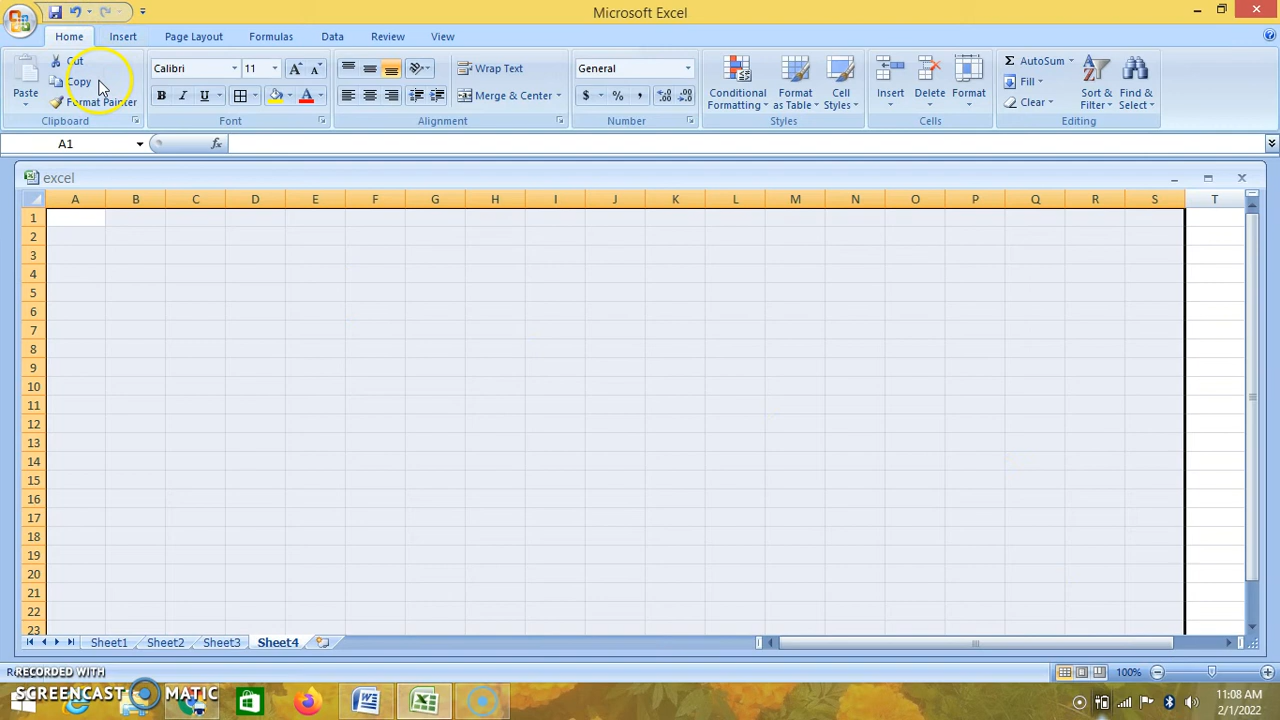 Microsoft Excel
Home Insert Page Layout Formulas Data Review View
Paste
Cut
Copy
Format Painter
Clipboard
Calibri 11
B I U
Font
Wrap Text
Merge & Center
Alignment
General
$ % ,
Number
Conditional Formatting
Format as Table
Cell Styles
Styles
Insert
Delete
Format
Cells
Σ AutoSum
Fill
Clear
Sort & Filter
Find & Select
Editing
A1 fx
excel
A B C D E F G H I J K L M N O P Q R S T
1
2
3
4
5
6
7
8
9
10
11
12
13
14
15
16
17
18
19
20
21
22
23
Sheet1 Sheet2 Sheet3 Sheet4
100%
RECORDED WITH
SCREENCAST MATIC
11:08 AM
2/1/2022